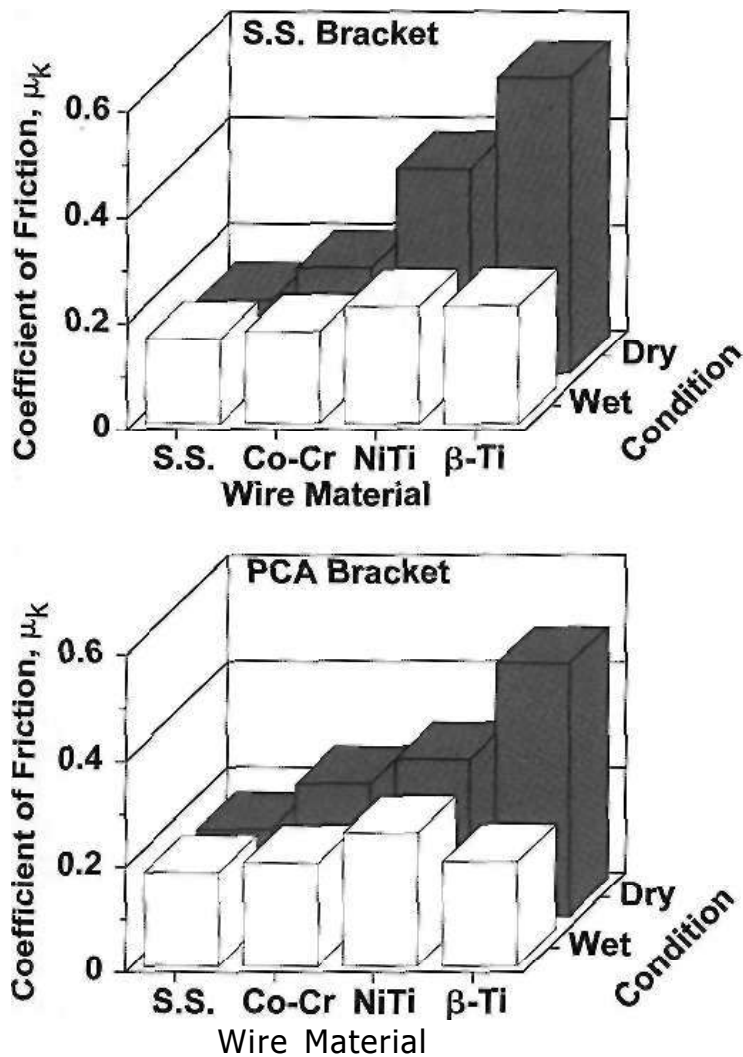 S.S. Bracket
Coefficient of Friction, μk
0.6
0.4
0.2
0
S.S. Co-Cr NiTi β-Ti
Wire Material
Dry
Wet
Condition
PCA Bracket
Coefficient of Friction, μk
0.6
0.4
0.2
0
S.S. Co-Cr NiTi β-Ti
Wire Material
Dry
Wet
Condition